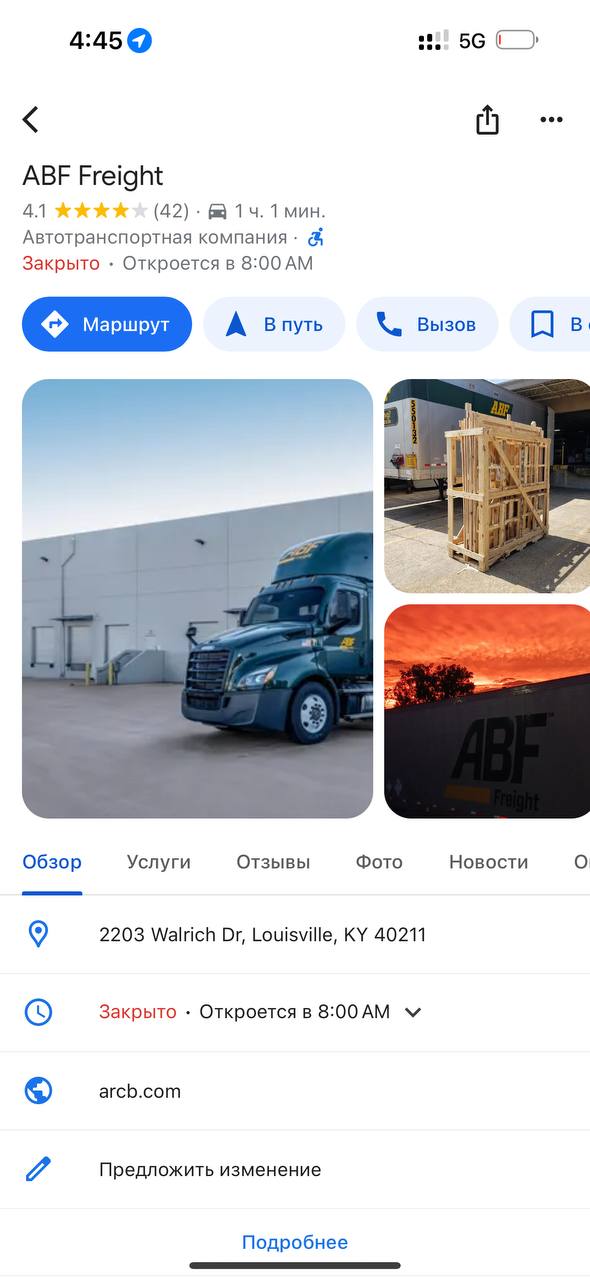 4:45
5G
ABF Freight
4.1 (42) · 1 ч. 1 мин.
Автотранспортная компания ·
Закрыто · Откроется в 8:00 AM
Маршрут
В путь
Вызов
В
ABF
ABF
ABF
ABF
Freight
Обзор
Услуги
Отзывы
Фото
Новости
О
2203 Walrich Dr, Louisville, KY 40211
Закрыто · Откроется в 8:00 AM
arcb.com
Предложить изменение
Подробнее